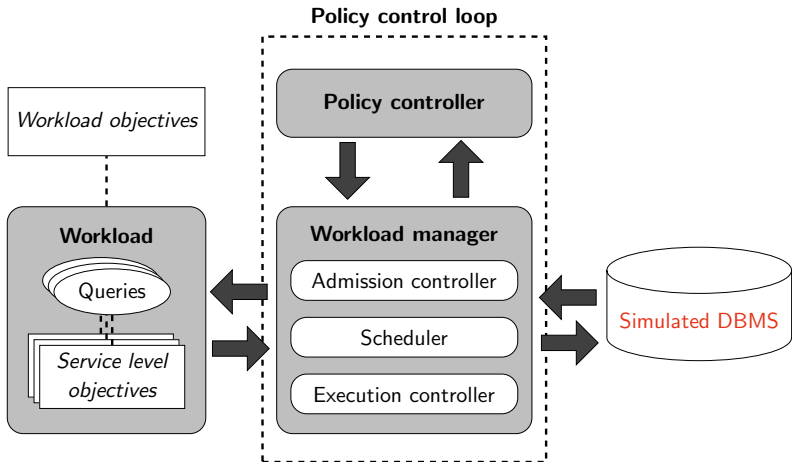 Policy control loop
Policy controller
Workload objectives
Workload
Queries
Service level
objectives
Workload manager
Admission controller
Scheduler
Execution controller
Simulated DBMS